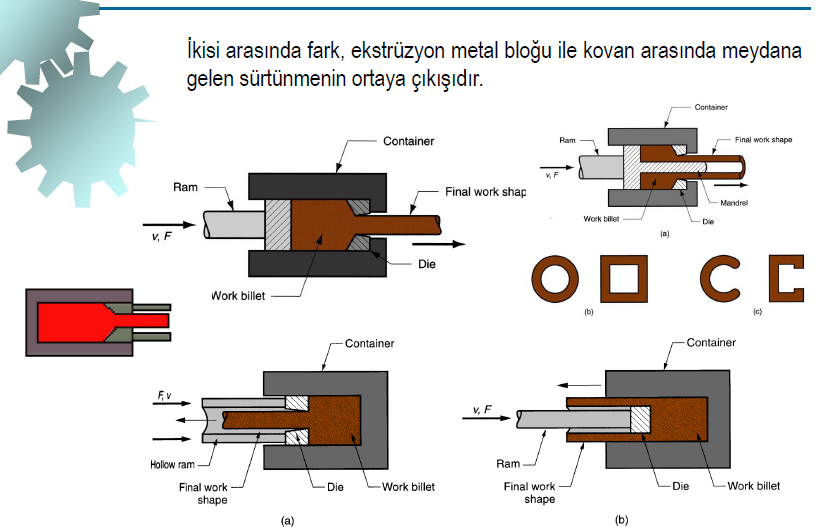 İkisi arasında fark, ekstrüzyon metal bloğu ile kovan arasında meydana
gelen sürtünmenin ortaya çıkışıdır.
Container
Ram
Final work shap
v, F
Die
Work billet
Container
Ram
Final work shape
v, F
Mandrel
Work billet
Die
(a)
(b)
(c)
Container
F, v
Hollow ram
Final work
shape
Die
Work billet
(a)
Container
v, F
Ram
Final work
shape
Die
Work billet
(b)